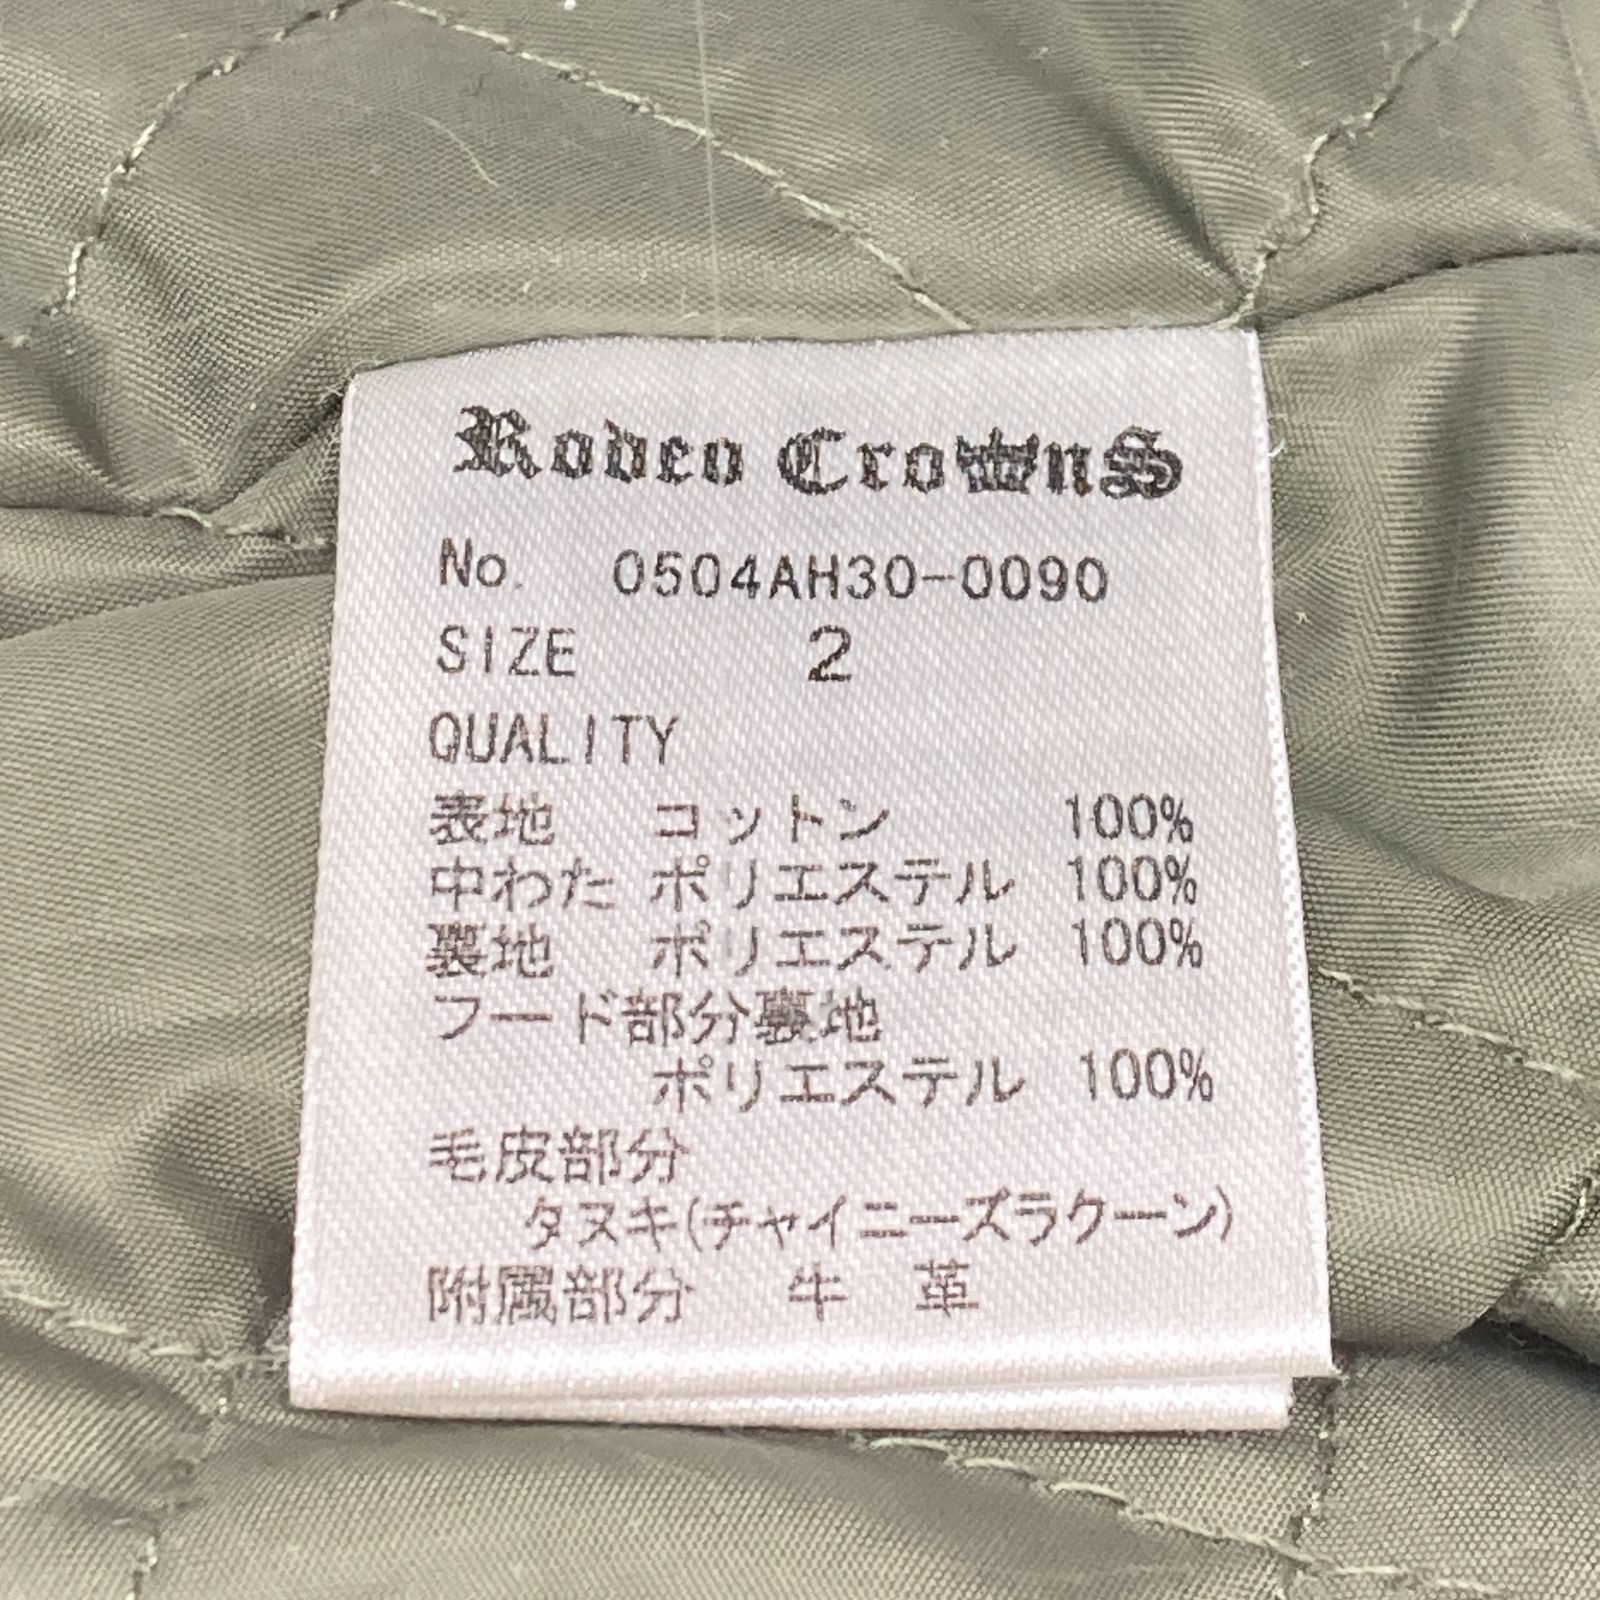 Rodeo Crowns
No. 0504AH30-0090
SIZE 2
QUALITY
表地 コットン 100%
中わた ポリエステル 100%
裏地 ポリエステル 100%
フード部分裏地
ポリエステル 100%
毛皮部分
タヌキ(チャイニーズラクーン)
附属部分 牛 革